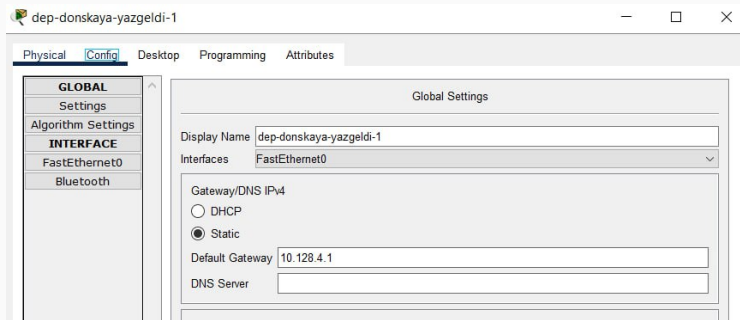 dep-donskaya-yazgeldi-1
Physical Config Desktop Programming Attributes
GLOBAL
Settings
Algorithm Settings
INTERFACE
FastEthernet0
Bluetooth
Global Settings
Display Name dep-donskaya-yazgeldi-1
Interfaces FastEthernet0
Gateway/DNS IPv4
DHCP
Static
Default Gateway 10.128.4.1
DNS Server